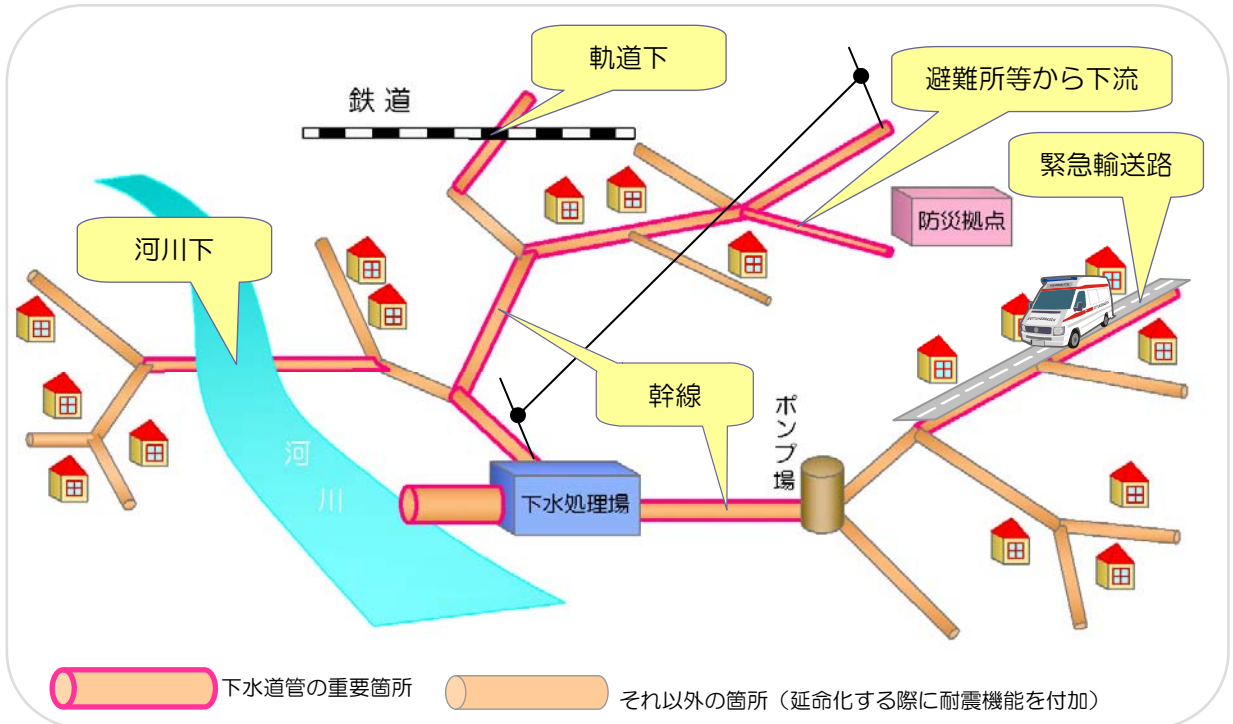 軌道下
鉄道
避難所等から下流
緊急輸送路
防災拠点
河川下
幹線
ポンプ場
河川
下水処理場
下水道管の重要箇所
それ以外の箇所（延命化する際に耐震機能を付加）